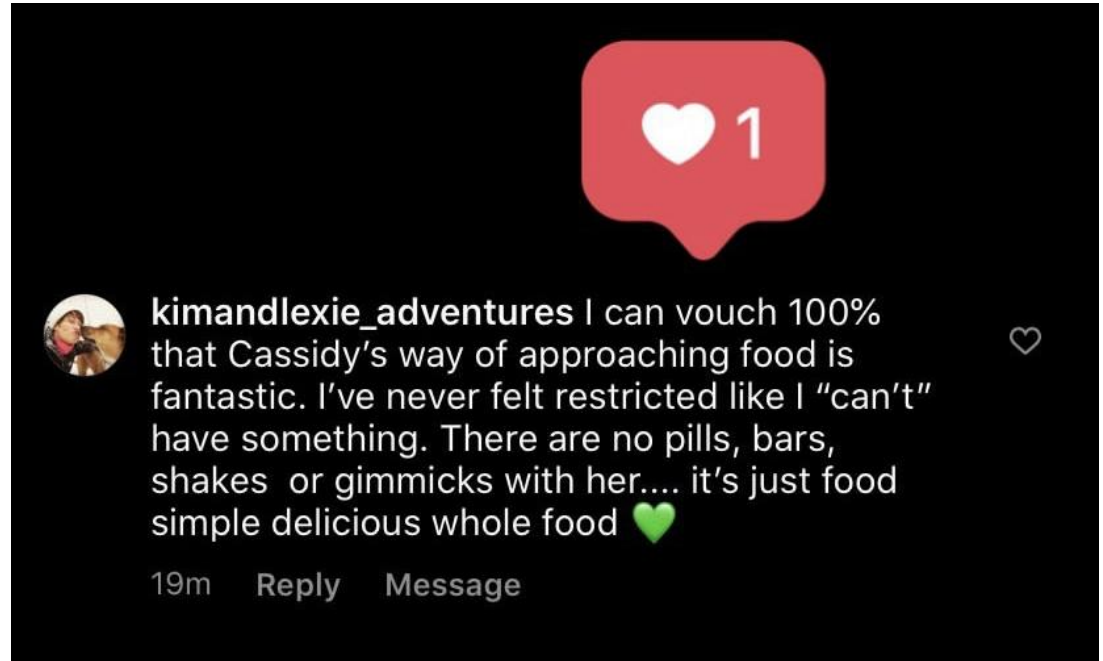 1
kimandlexie_adventures I can vouch 100%
that Cassidy’s way of approaching food is
fantastic. I’ve never felt restricted like I “can’t”
have something. There are no pills, bars,
shakes  or gimmicks with her.... it’s just food
simple delicious whole food 💚
19m Reply Message